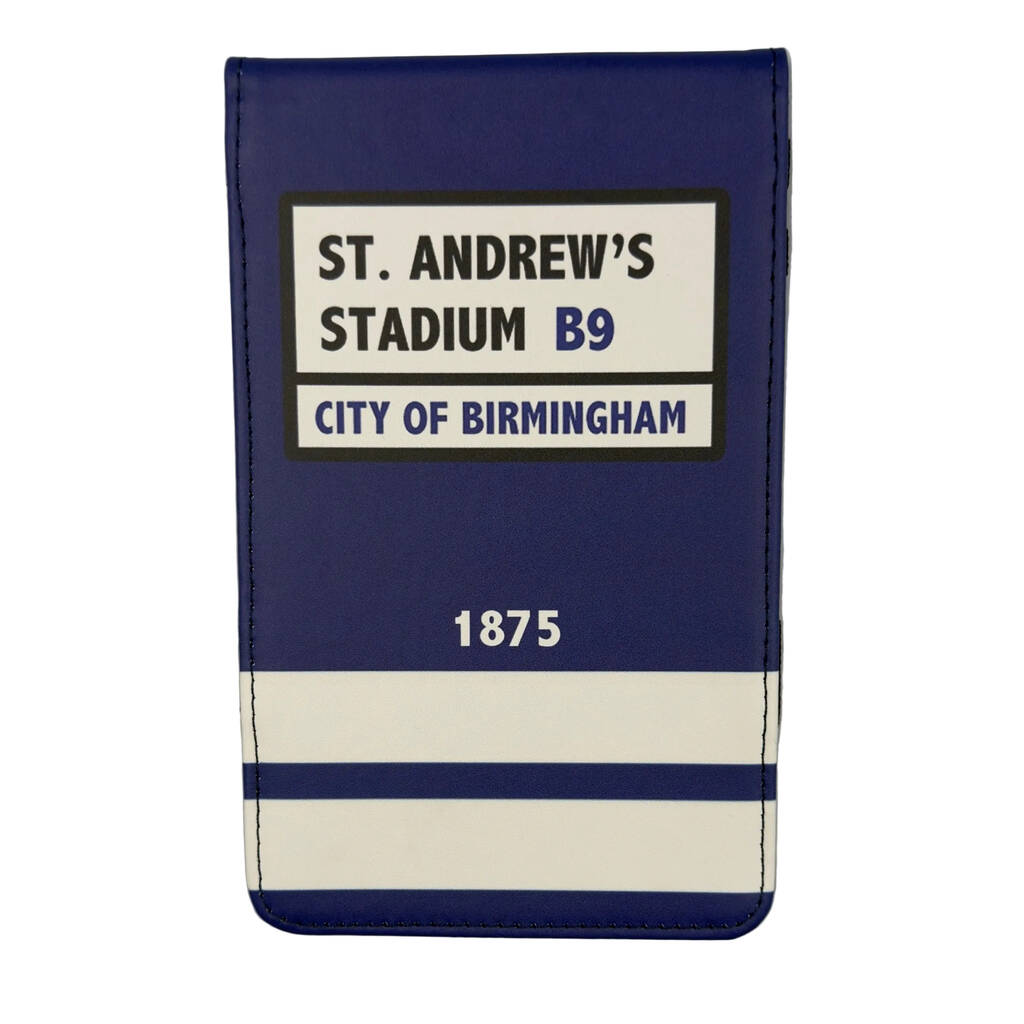 ST. ANDREW’S
STADIUM B9
CITY OF BIRMINGHAM
1875